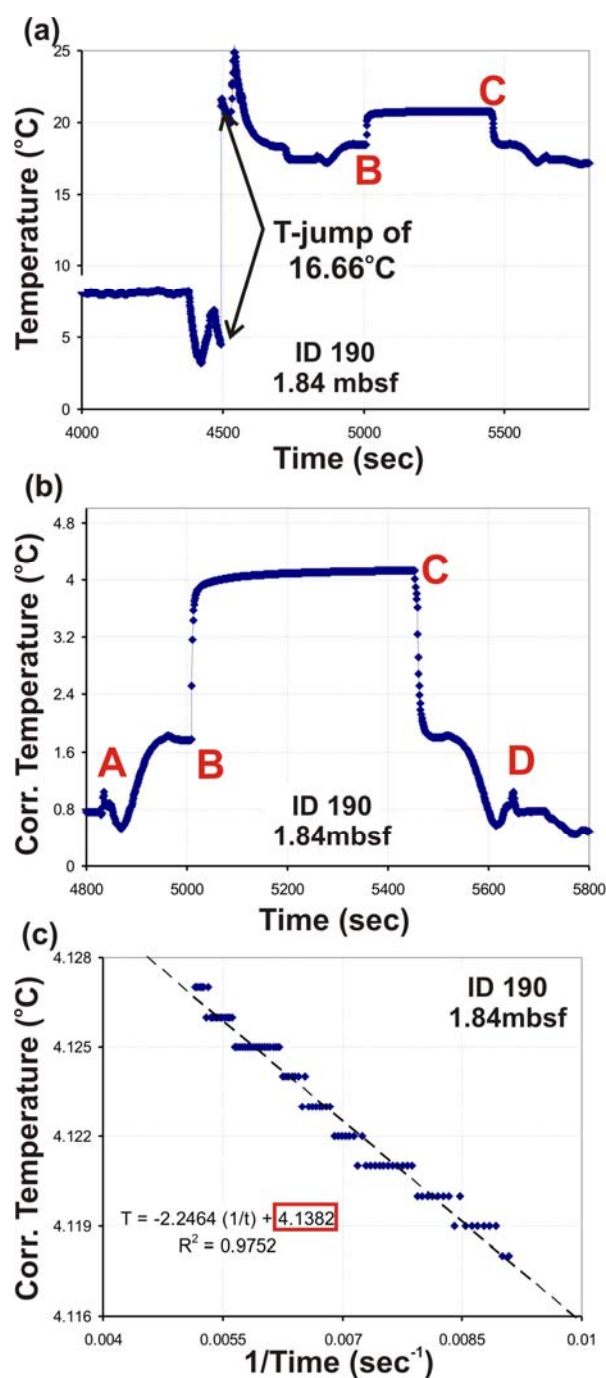 (a)
25
20
15
10
5
0
Temperature (°C)
C
B
T-jump of
16.66°C
ID 190
1.84 mbsf
4000 4500 5000 5500
Time (sec)
(b)
4.8
4
3.2
2.4
1.6
0.8
0
Corr. Temperature (°C)
C
A
B
D
ID 190
1.84mbsf
4800 5000 5200 5400 5600 5800
Time (sec)
(c)
4.128
4.125
4.122
4.119
4.116
Corr. Temperature (°C)
ID 190
1.84mbsf
T = -2.2464 (1/t) + 4.1382
R² = 0.9752
0.004 0.0055 0.007 0.0085 0.01
1/Time (sec⁻¹)